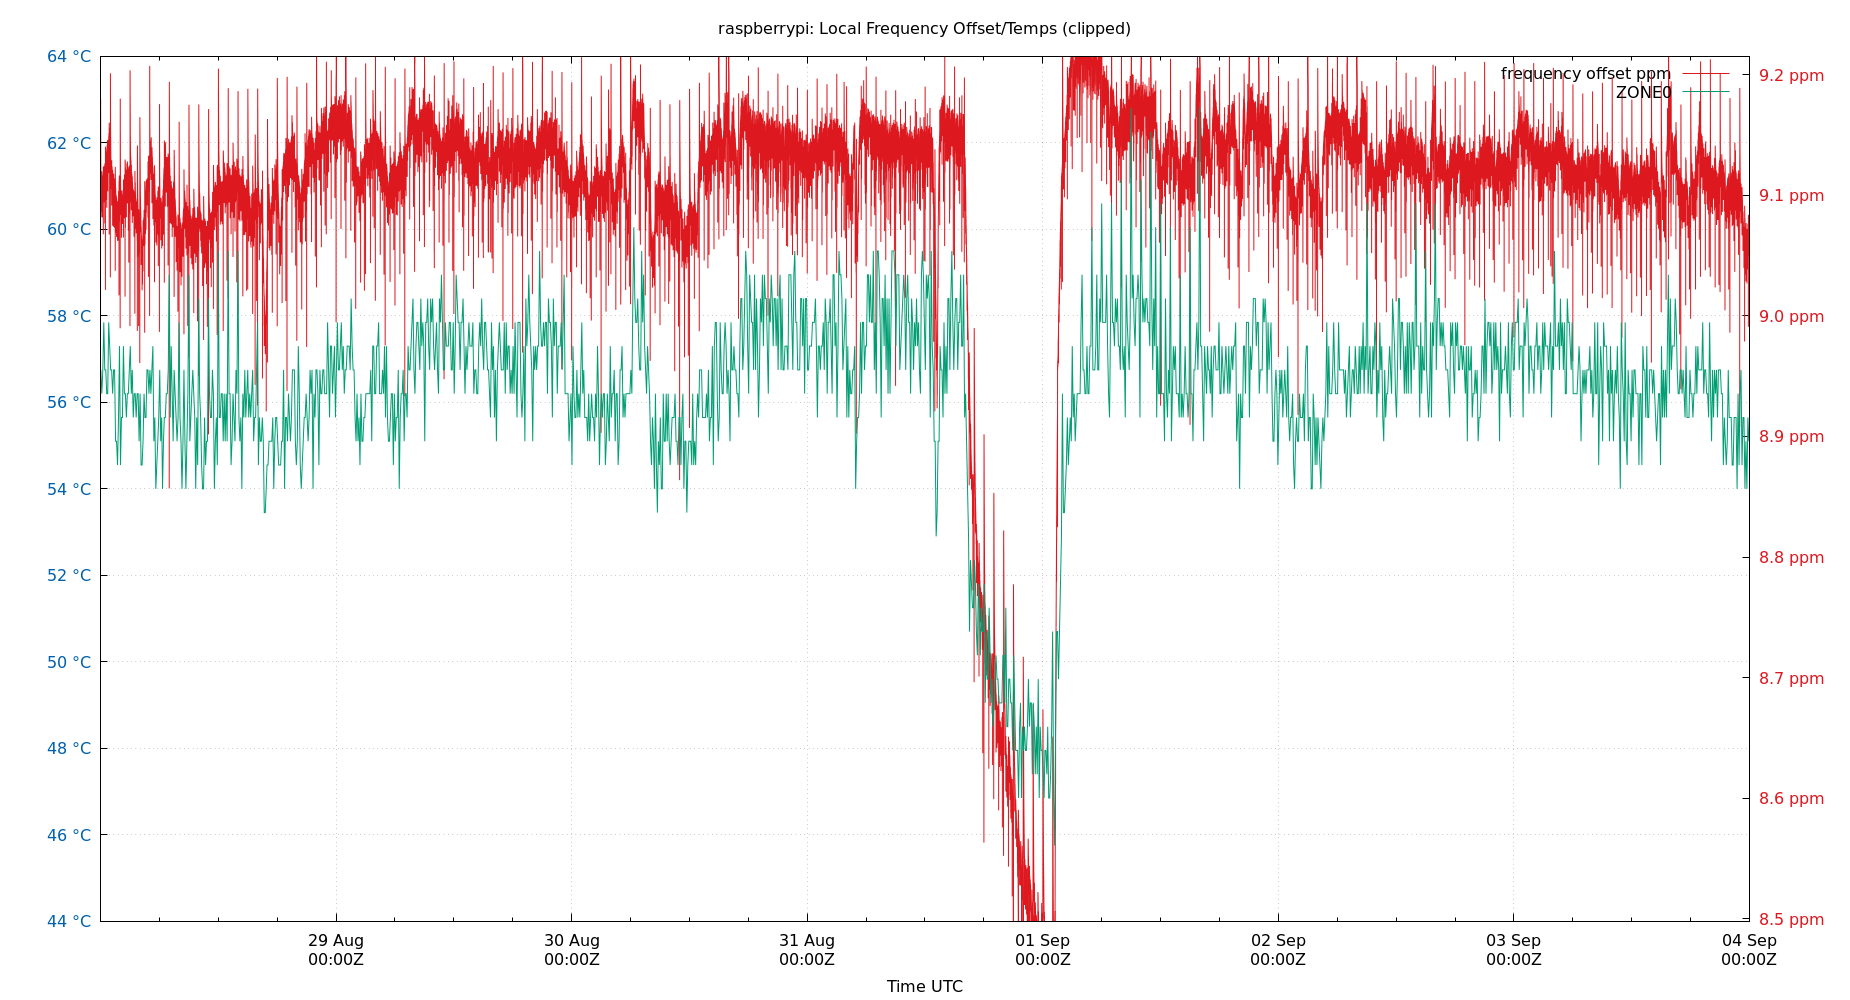 raspberrypi: Local Frequency Offset/Temps (clipped)
64 °C
62 °C
60 °C
58 °C
56 °C
54 °C
52 °C
50 °C
48 °C
46 °C
44 °C
frequency offset ppm
ZONE0
9.2 ppm
9.1 ppm
9.0 ppm
8.9 ppm
8.8 ppm
8.7 ppm
8.6 ppm
8.5 ppm
29 Aug
00:00Z
30 Aug
00:00Z
31 Aug
00:00Z
01 Sep
00:00Z
02 Sep
00:00Z
03 Sep
00:00Z
04 Sep
00:00Z
Time UTC